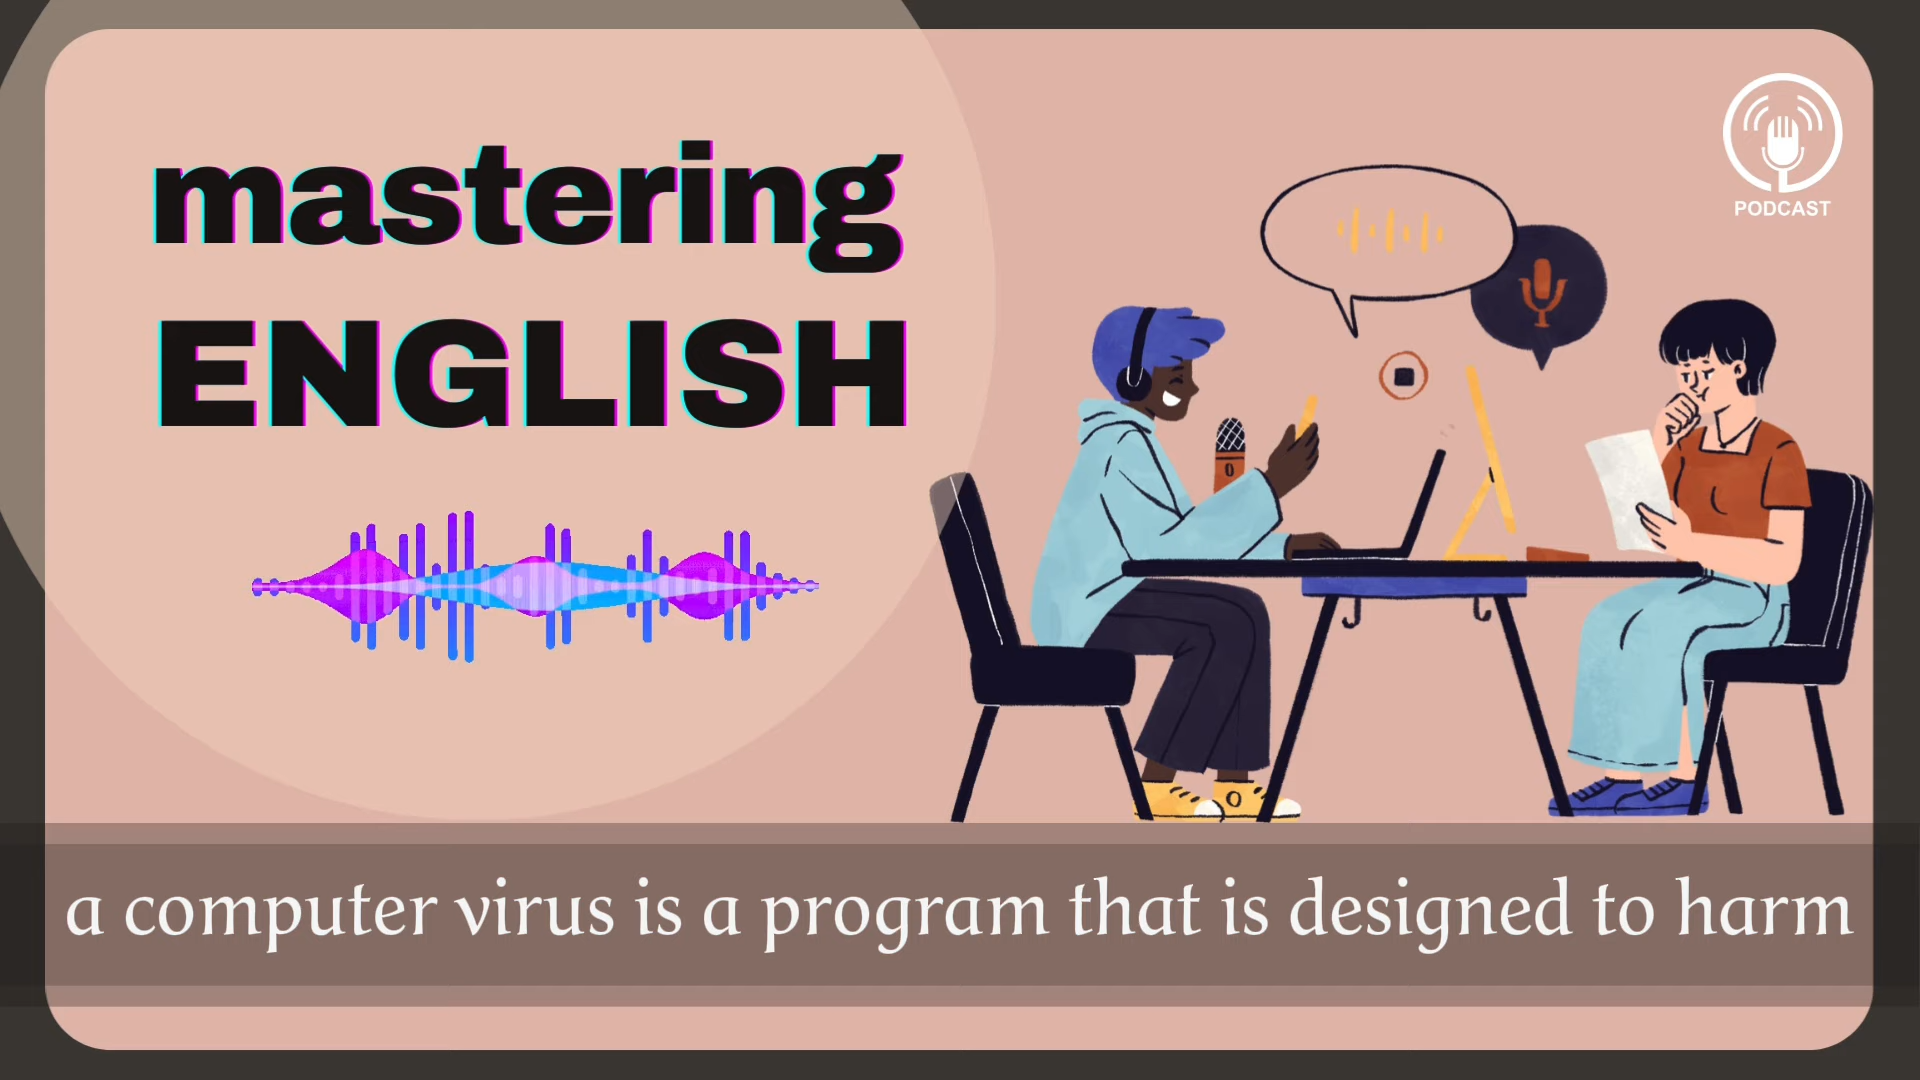 mastering
ENGLISH
PODCAST
a computer virus is a program that is designed to harm